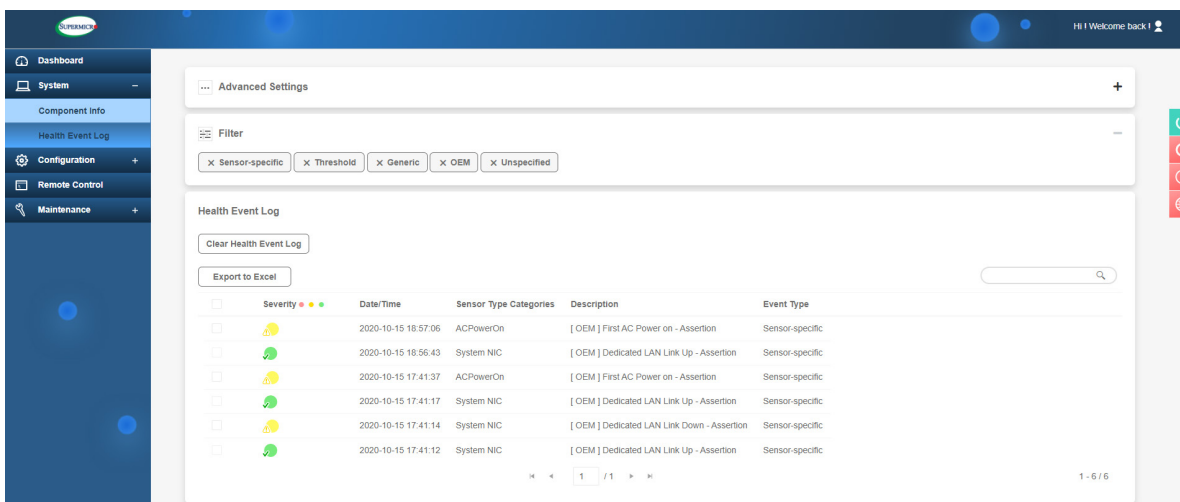 SUPERMICR
Hi ! Welcome back !
Dashboard
System −
Component Info
Health Event Log
Configuration +
Remote Control
Maintenance +
Advanced Settings +
Filter −
× Sensor-specific × Threshold × Generic × OEM × Unspecified
Health Event Log
Clear Health Event Log
Export to Excel
Severity Date/Time Sensor Type Categories Description Event Type
2020-10-15 18:57:06 ACPowerOn [ OEM ] First AC Power on - Assertion Sensor-specific
2020-10-15 18:56:43 System NIC [ OEM ] Dedicated LAN Link Up - Assertion Sensor-specific
2020-10-15 17:41:37 ACPowerOn [ OEM ] First AC Power on - Assertion Sensor-specific
2020-10-15 17:41:17 System NIC [ OEM ] Dedicated LAN Link Up - Assertion Sensor-specific
2020-10-15 17:41:14 System NIC [ OEM ] Dedicated LAN Link Down - Assertion Sensor-specific
2020-10-15 17:41:12 System NIC [ OEM ] Dedicated LAN Link Up - Assertion Sensor-specific
1 / 1 1 - 6 / 6